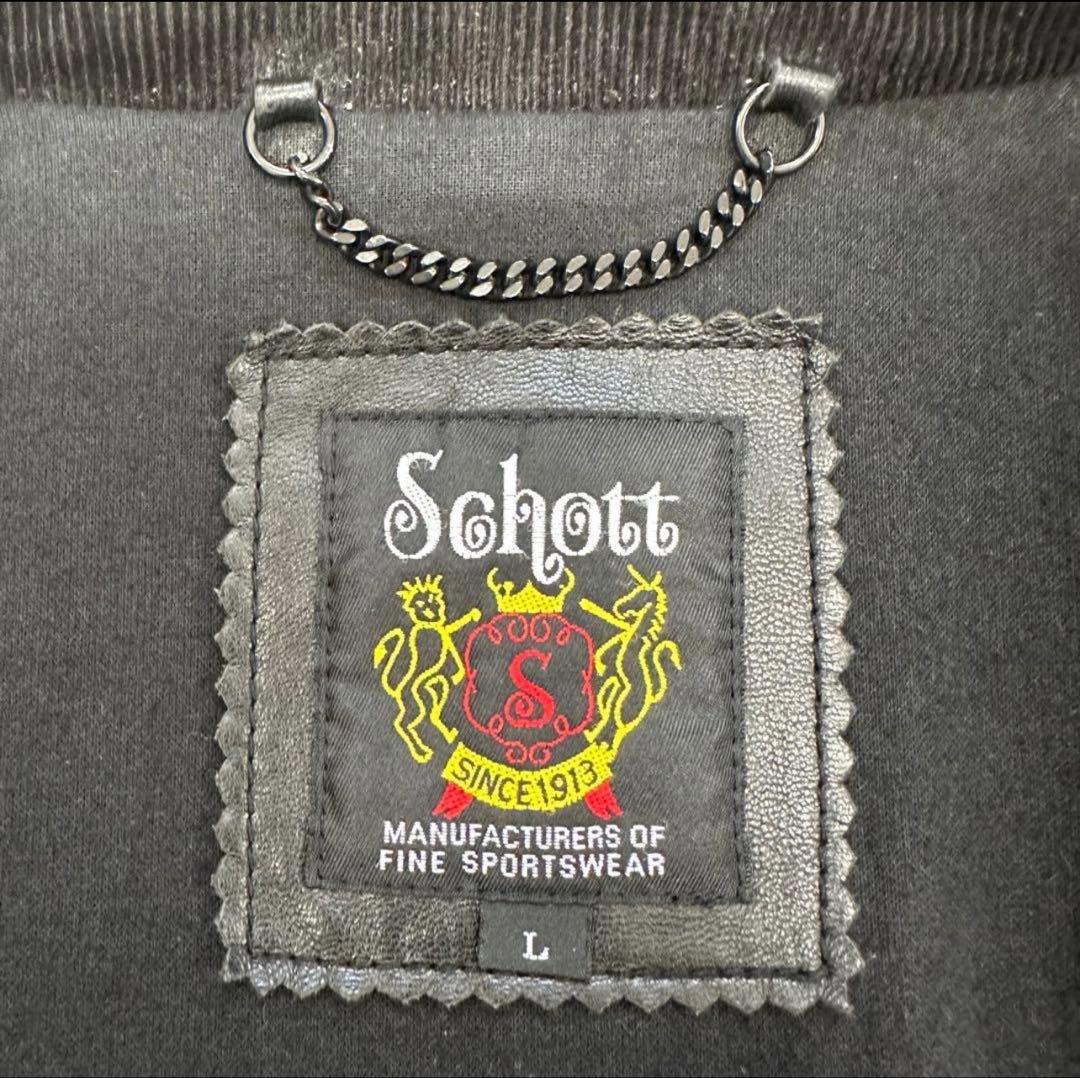 Schott
S
SINCE 1913
MANUFACTURERS OF
FINE SPORTSWEAR
L